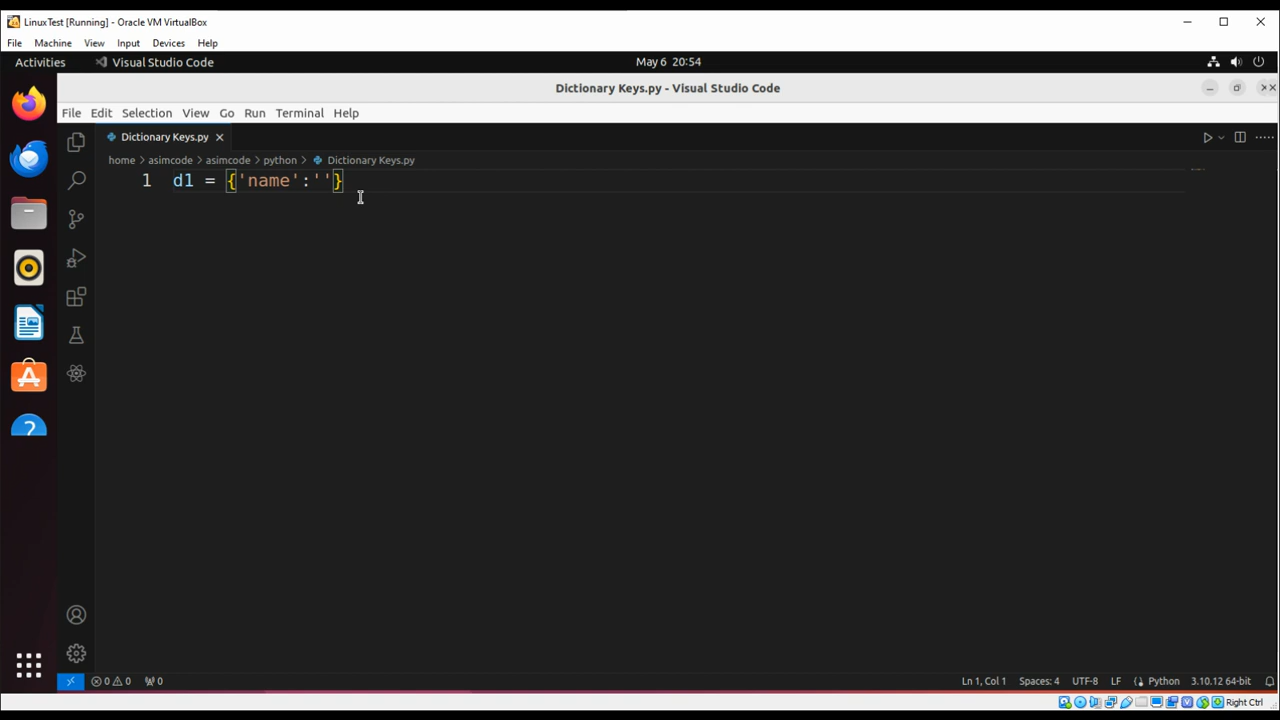 LinuxTest [Running] - Oracle VM VirtualBox
File Machine View Input Devices Help
Activities Visual Studio Code May 6 20:54
Dictionary Keys.py - Visual Studio Code
File Edit Selection View Go Run Terminal Help
Dictionary Keys.py
home > asimcode > asimcode > python > Dictionary Keys.py
1 d1 = {'name':''}
?
0 0 0 Ln 1, Col 1 Spaces: 4 UTF-8 LF Python 3.10.12 64-bit
Right Ctrl